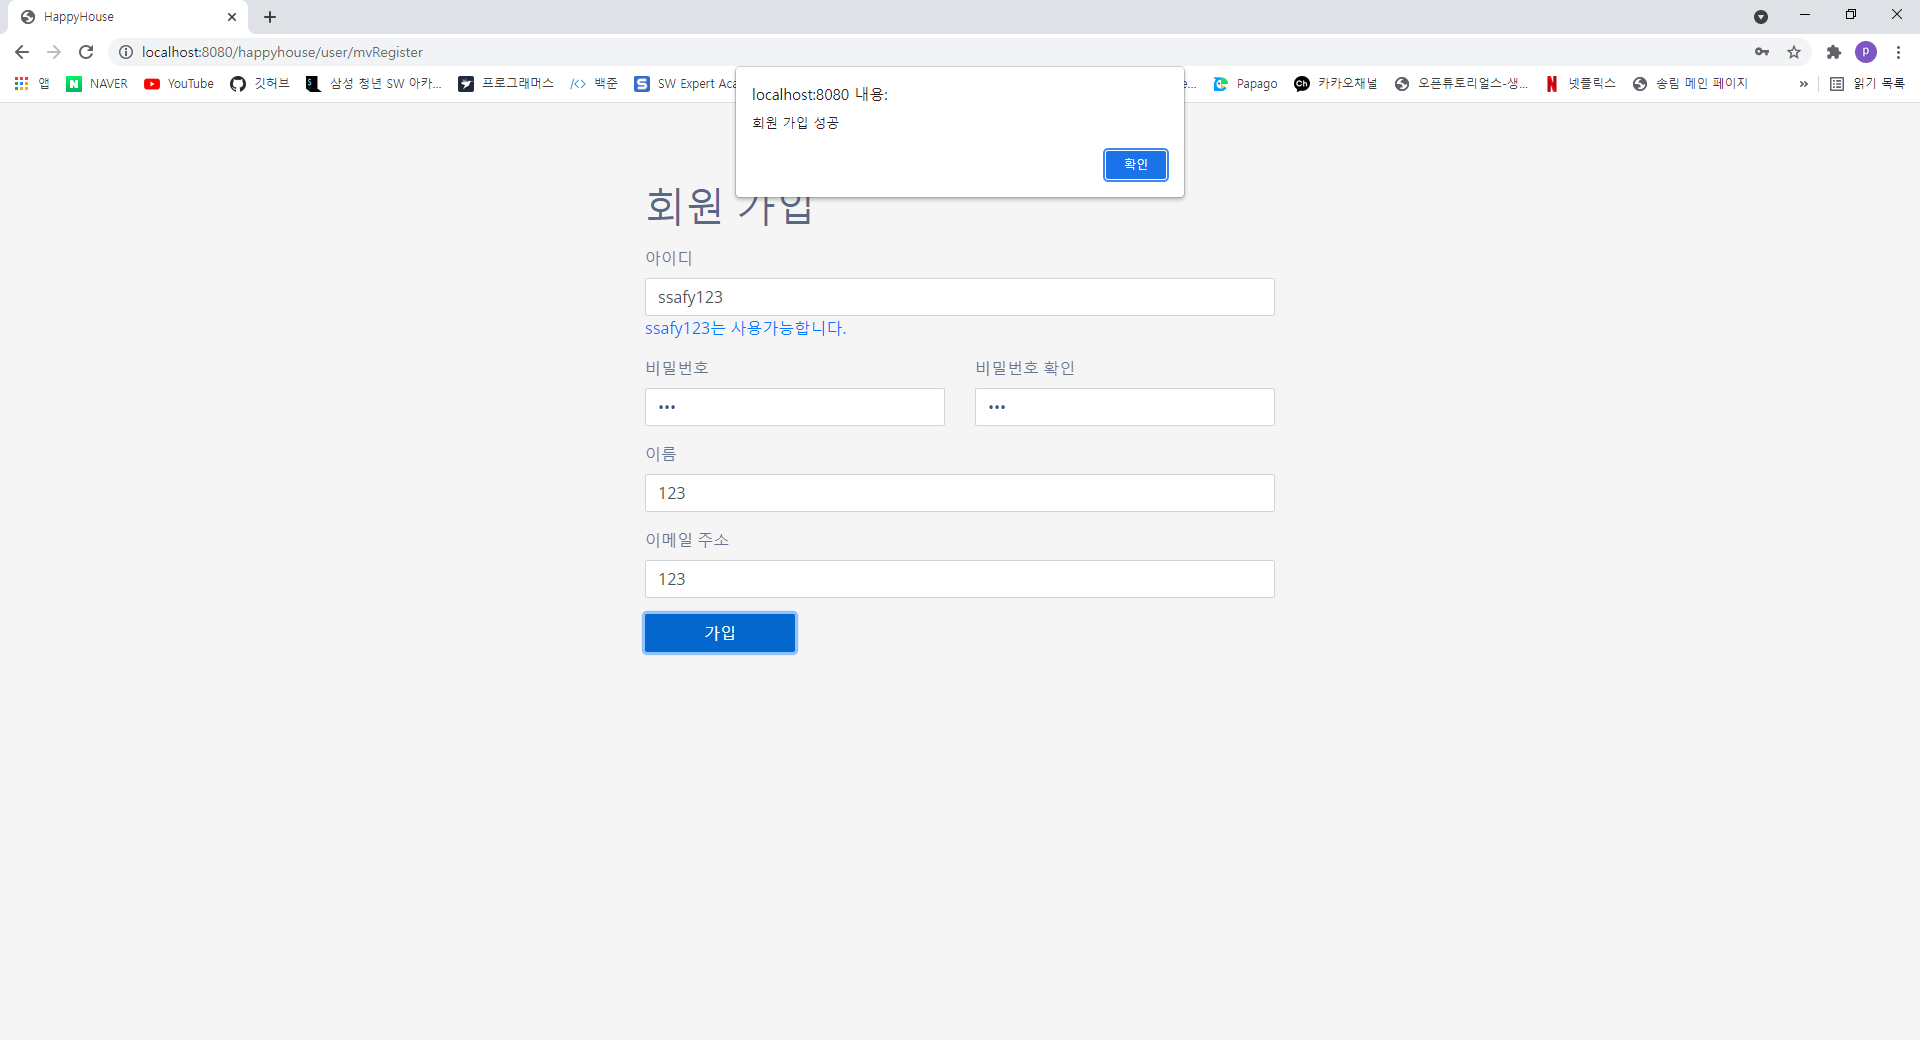 HappyHouse
localhost:8080/happyhouse/user/mvRegister
P
앱 NAVER YouTube 깃허브 삼성 청년 SW 아카... 프로그래머스 백준 SW Expert Aca e... Papago 카카오채널 오픈튜토리얼스-생... 넷플릭스 송림 메인 페이지 » 읽기 목록
localhost:8080 내용:
회원 가입 성공
확인
회원 가입
아이디
ssafy123
ssafy123는 사용가능합니다.
비밀번호 비밀번호 확인
••• •••
이름
123
이메일 주소
123
가입